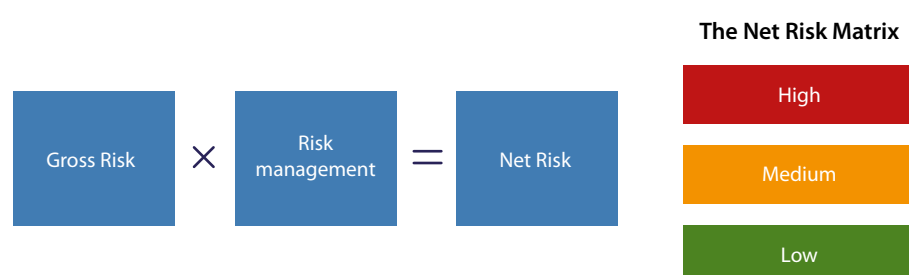 The Net Risk Matrix
High
Gross Risk
×
Risk
management
=
Net Risk
Medium
Low